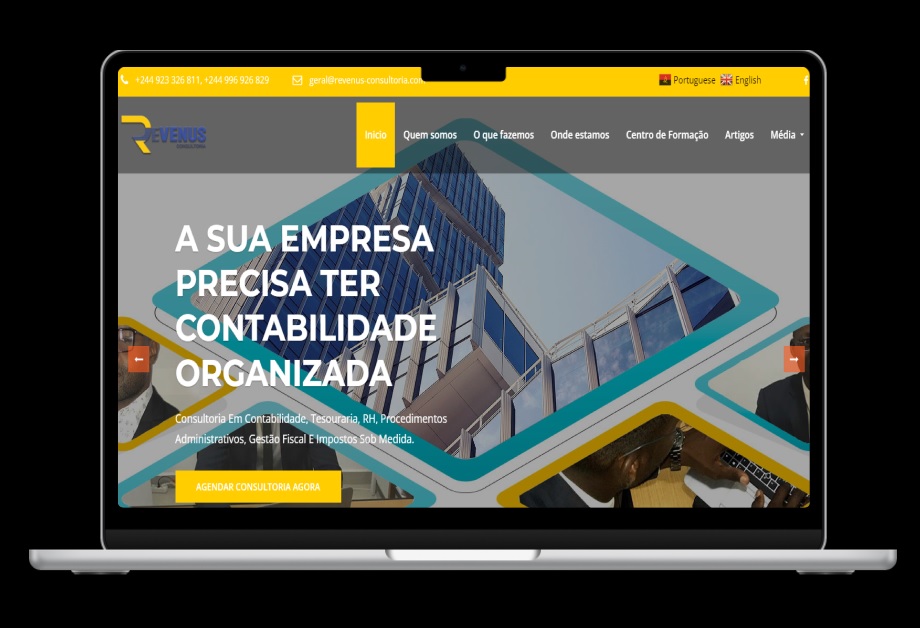 +244 923 326 811, +244 996 926 829
geral@revenus-consultoria.com
Portuguese
English
REVENUS
CONSULTORIA
Inicio
Quem somos
O que fazemos
Onde estamos
Centro de Formação
Artigos
Média
A SUA EMPRESA
PRECISA TER
CONTABILIDADE
ORGANIZADA
Consultoria Em Contabilidade, Tesouraria, RH, Procedimentos
Administrativos, Gestão Fiscal E Impostos Sob Medida.
AGENDAR CONSULTORIA AGORA